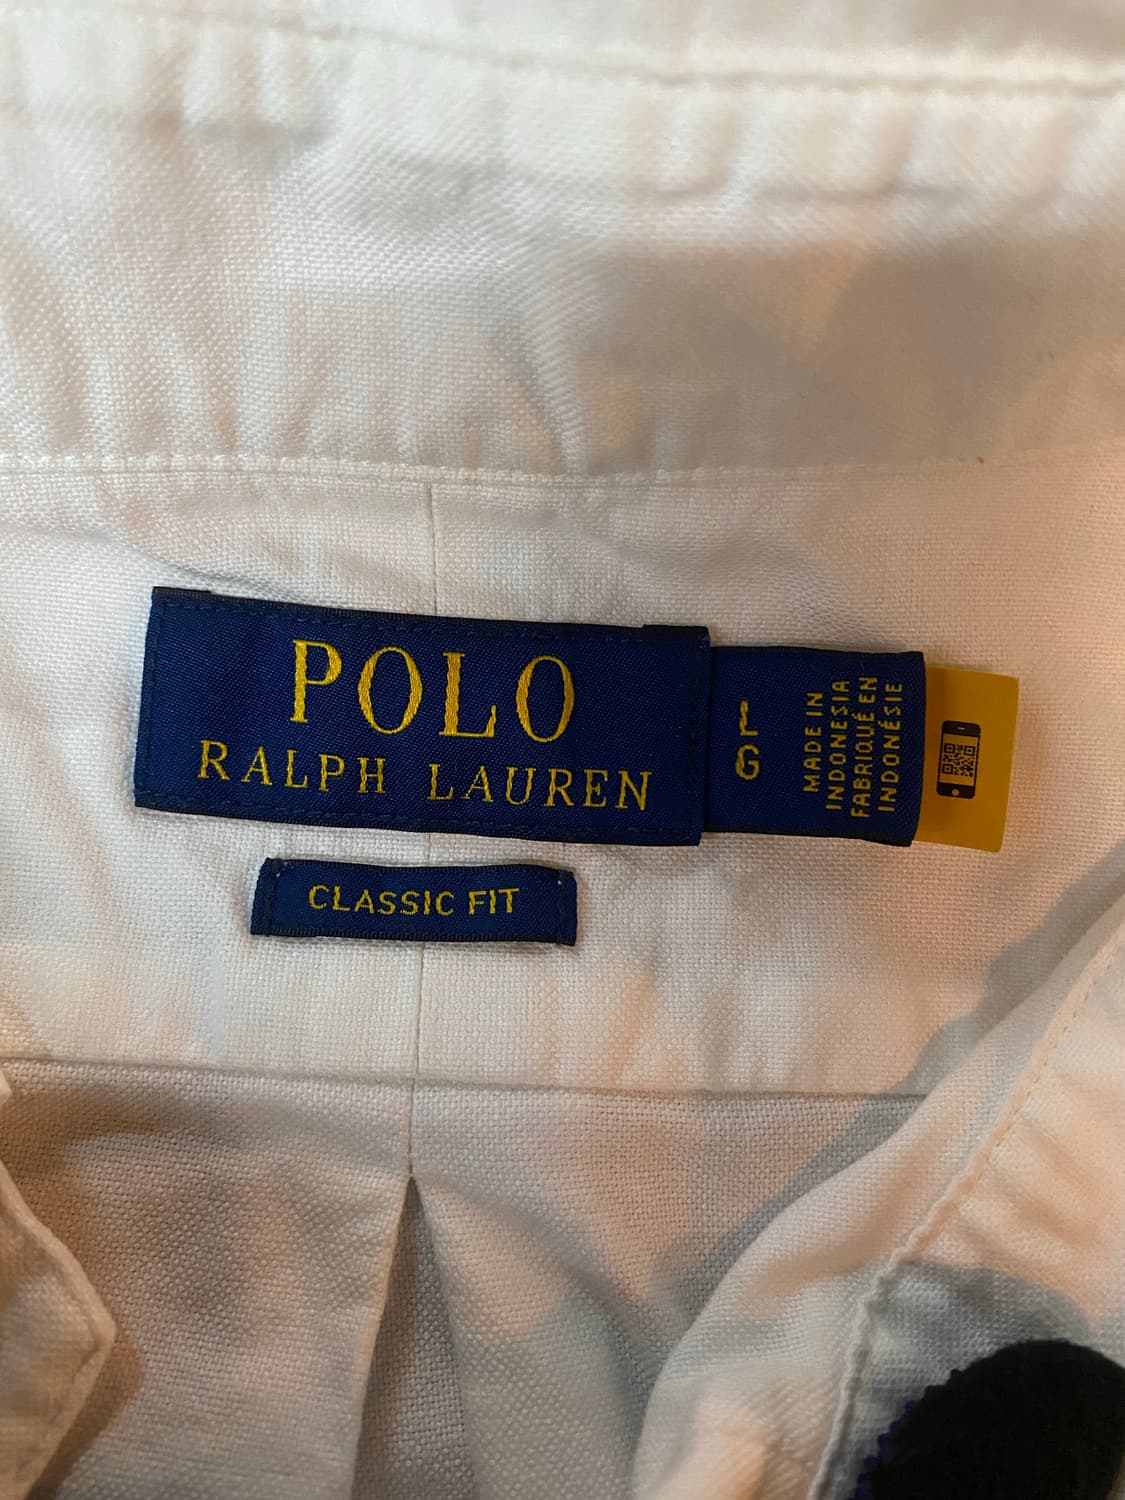 POLO
RALPH LAUREN
L
G
MADE IN
INDONESIA
FABRIQUÉ EN
INDONÉSIE
CLASSIC FIT